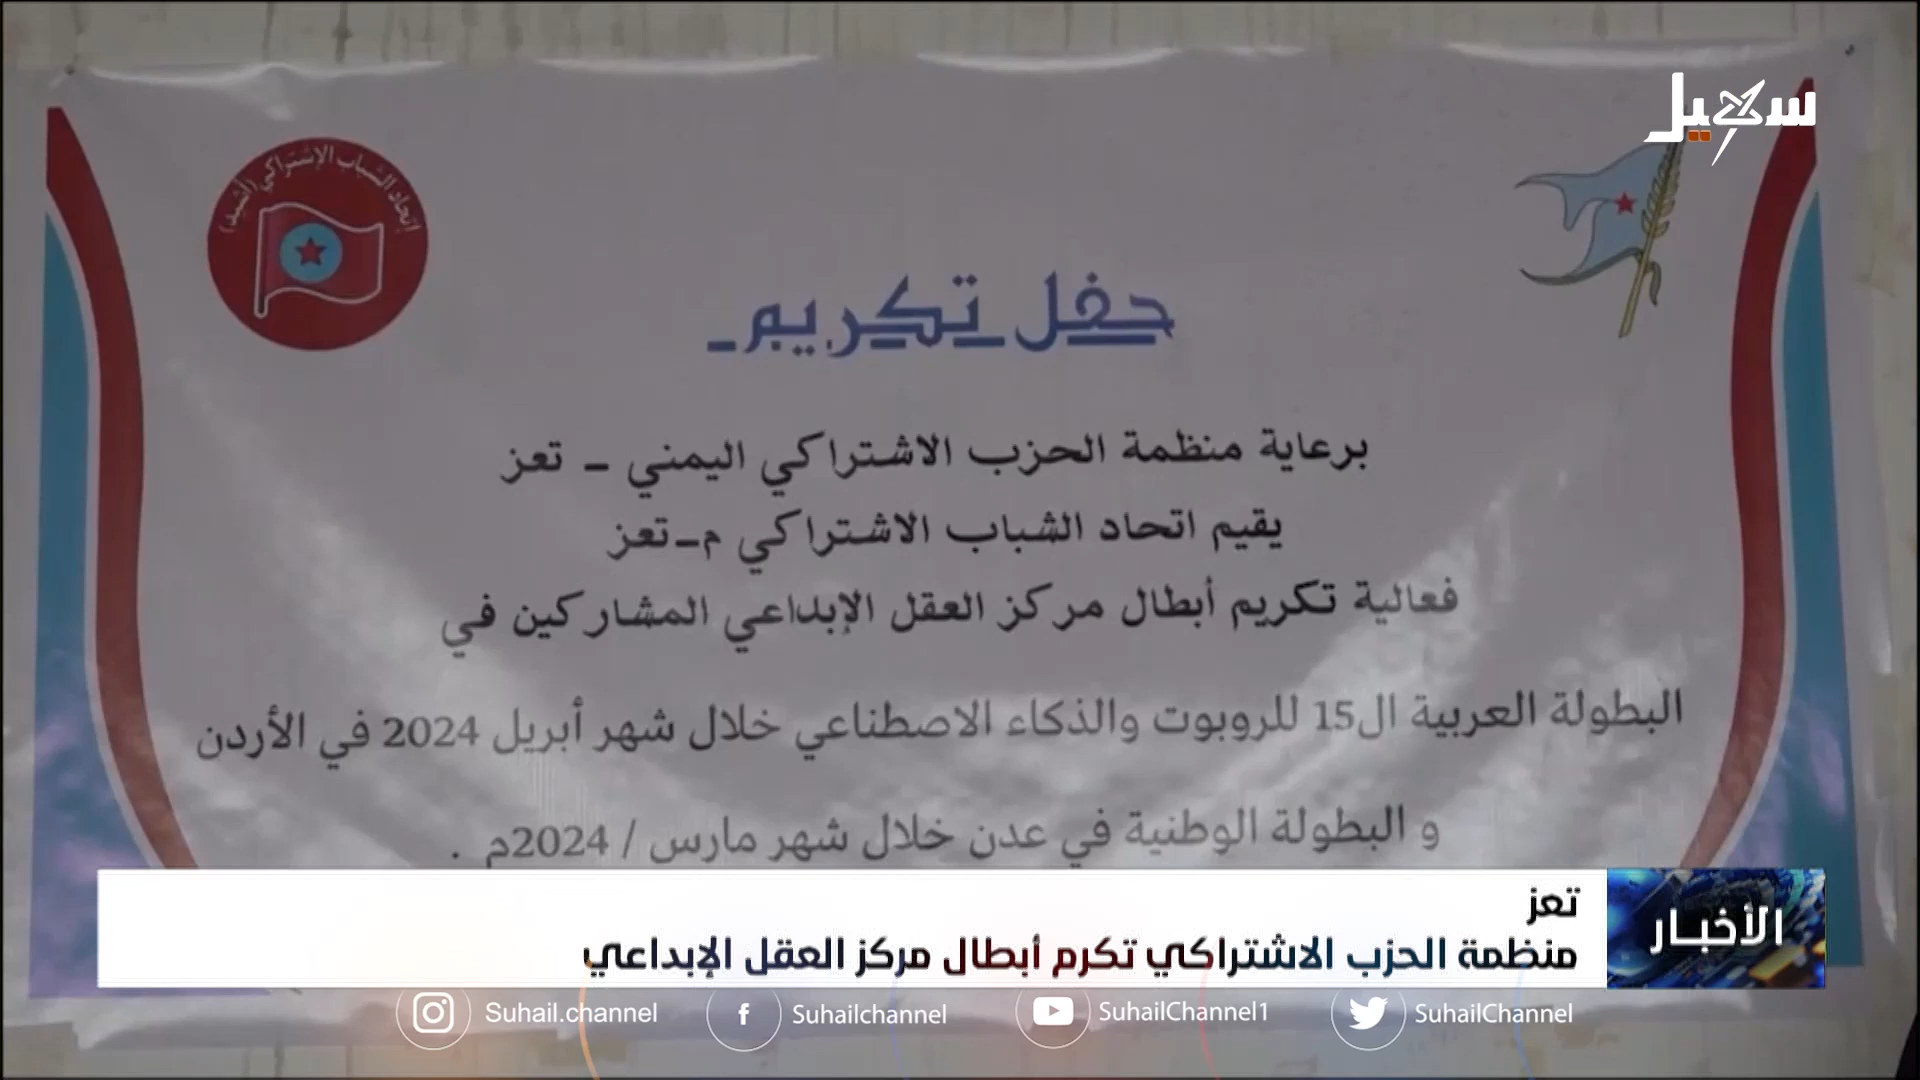 سهيل
إتحاد الشباب الإشتراكي (أشيد)
حفل تكريم
برعاية منظمة الحزب الاشتراكي اليمني - تعز
يقيم اتحاد الشباب الاشتراكي م-تعز
فعالية تكريم أبطال مركز العقل الإبداعي المشاركين في
البطولة العربية ال15 للروبوت والذكاء الاصطناعي خلال شهر أبريل 2024 في الأردن
و البطولة الوطنية في عدن خلال شهر مارس / 2024م .
الأخبار
تعز
منظمة الحزب الاشتراكي تكرم أبطال مركز العقل الإبداعي
Suhail.channel
Suhailchannel
SuhailChannel1
SuhailChannel